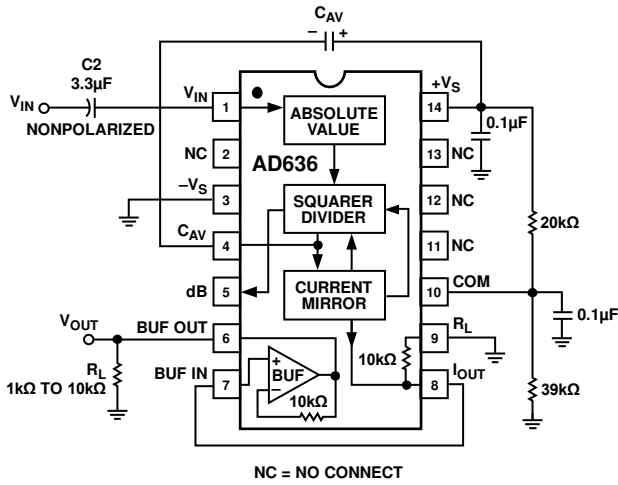 CAV
– +
C2
3.3µF
VIN
NONPOLARIZED
VIN
1
NC
2
–VS
3
CAV
4
dB
5
BUF OUT
6
BUF IN
7
VOUT
RL
1kΩ TO 10kΩ
AD636
ABSOLUTE
VALUE
SQUARER
DIVIDER
CURRENT
MIRROR
+
BUF
–
10kΩ
10kΩ
+VS
14
0.1µF
13
NC
12
NC
11
NC
20kΩ
COM
10
0.1µF
RL
9
IOUT
8
39kΩ
NC = NO CONNECT